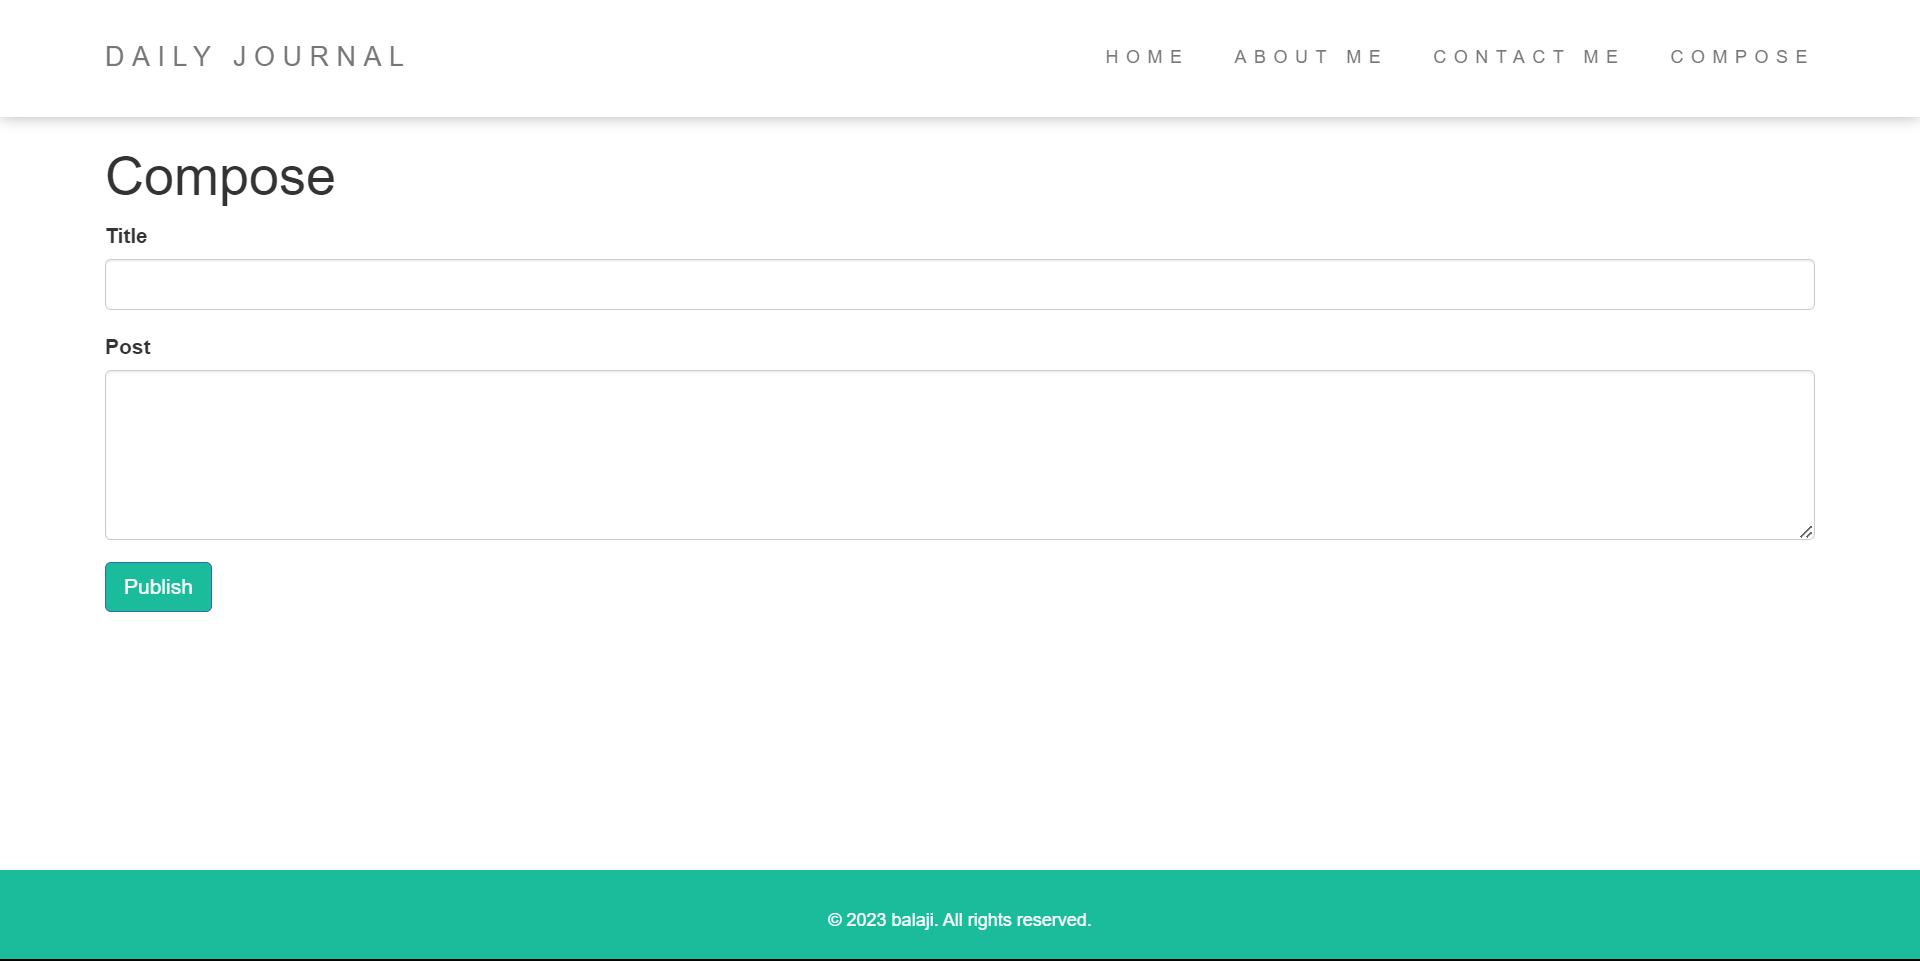 DAILY JOURNAL
HOME ABOUT ME CONTACT ME COMPOSE
Compose
Title
Post
Publish
© 2023 balaji. All rights reserved.